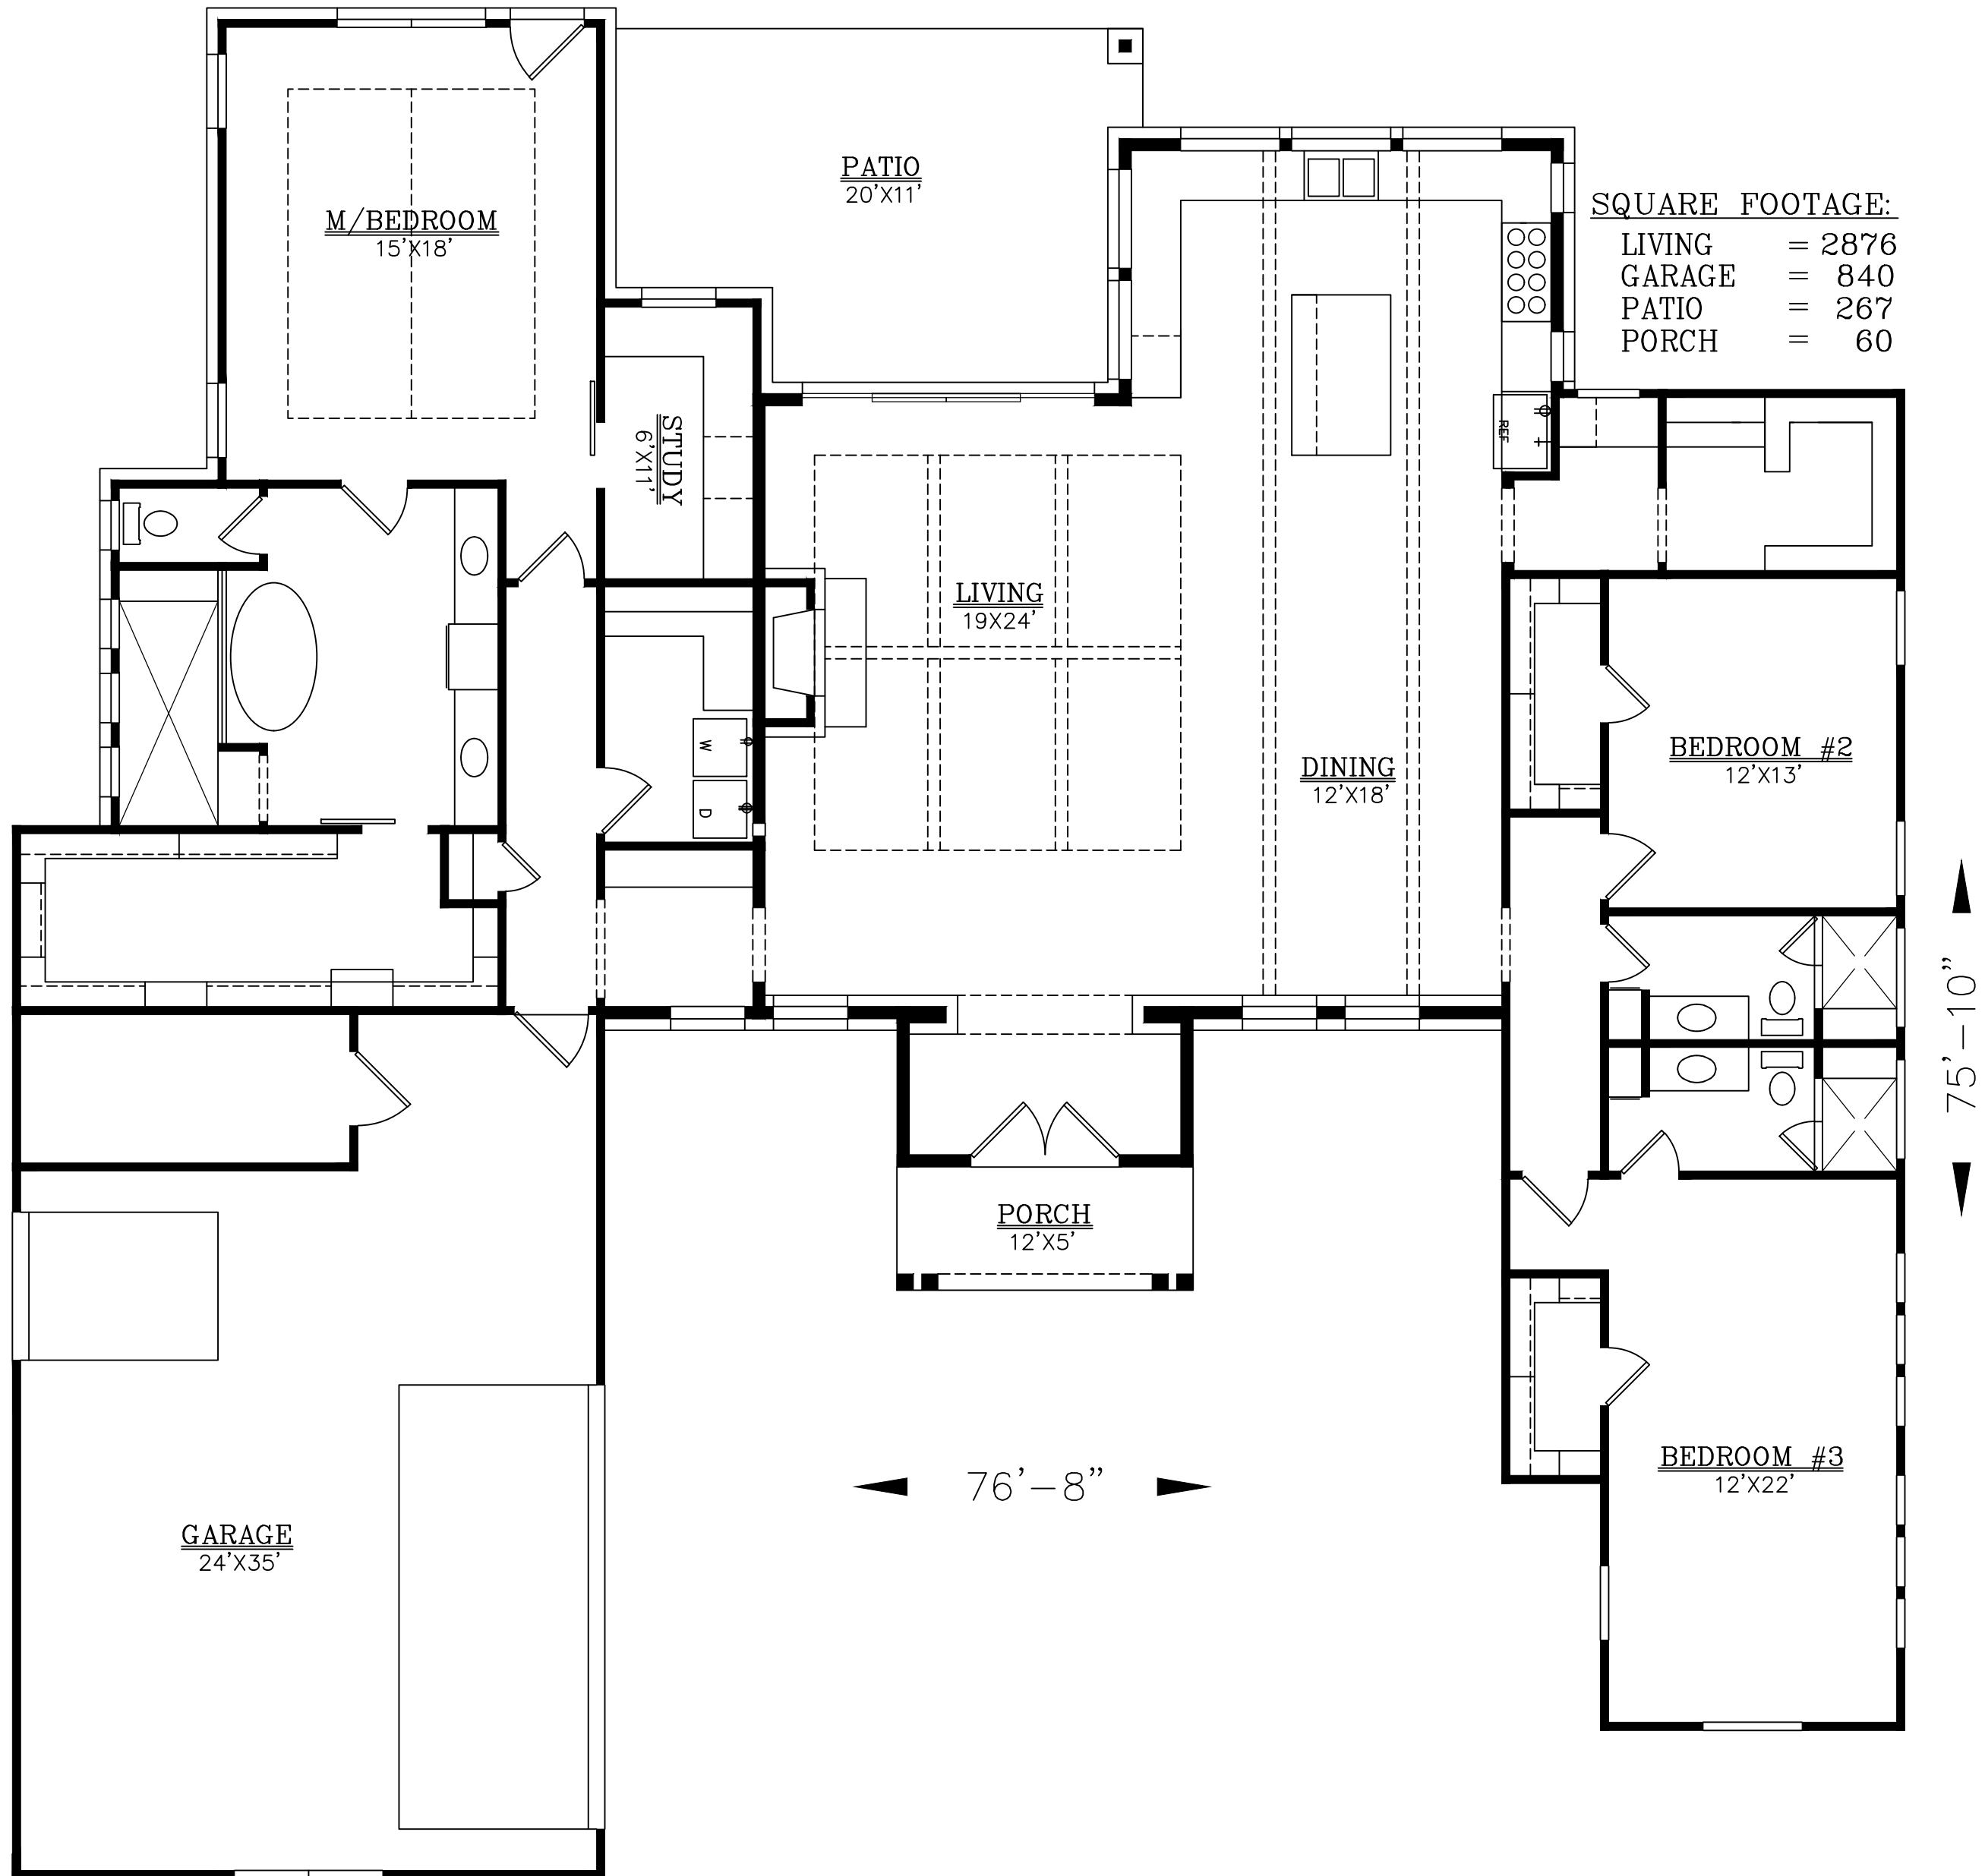 PATIO
20'X11'
M/BEDROOM
15'X18'
SQUARE FOOTAGE:
LIVING = 2876
GARAGE = 840
PATIO = 267
PORCH = 60
STUDY
6'X11'
REF
LIVING
19X24'
W
D
DINING
12'X18'
BEDROOM #2
12'X13'
75'-10"
PORCH
12'X5'
76'-8"
BEDROOM #3
12'X22'
GARAGE
24'X35'